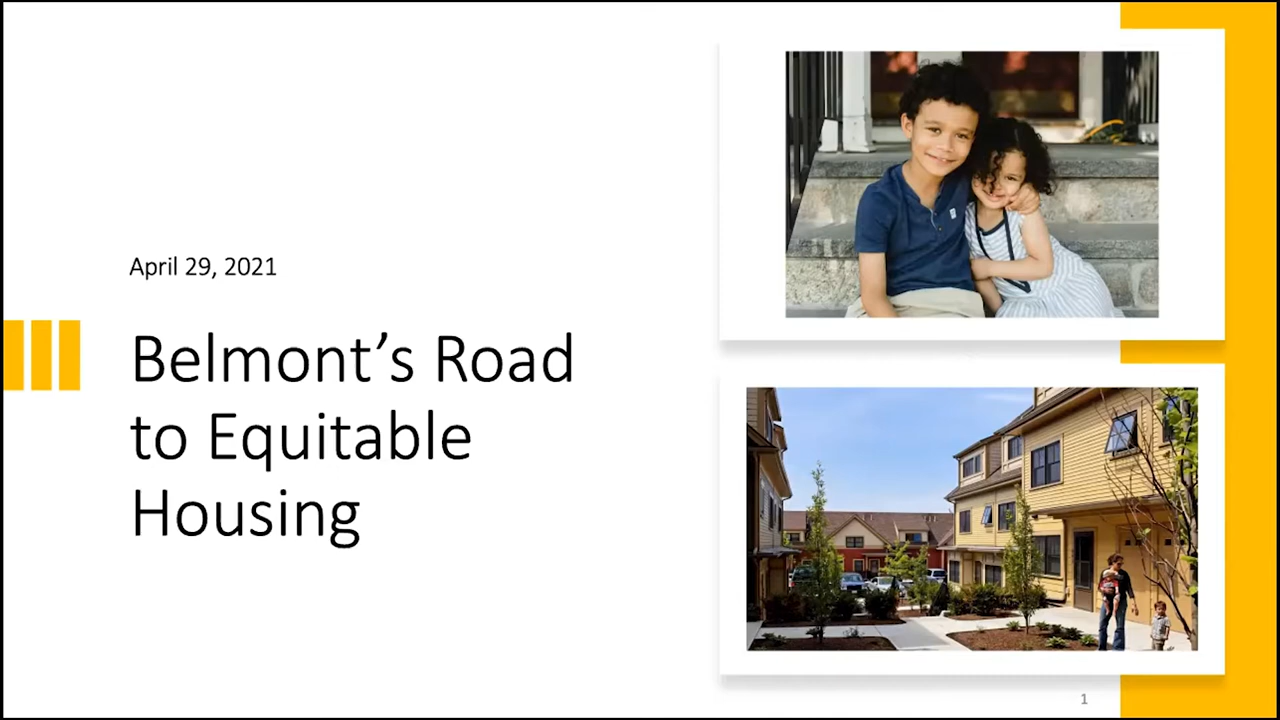 April 29, 2021
Belmont’s Road
to Equitable
Housing
1